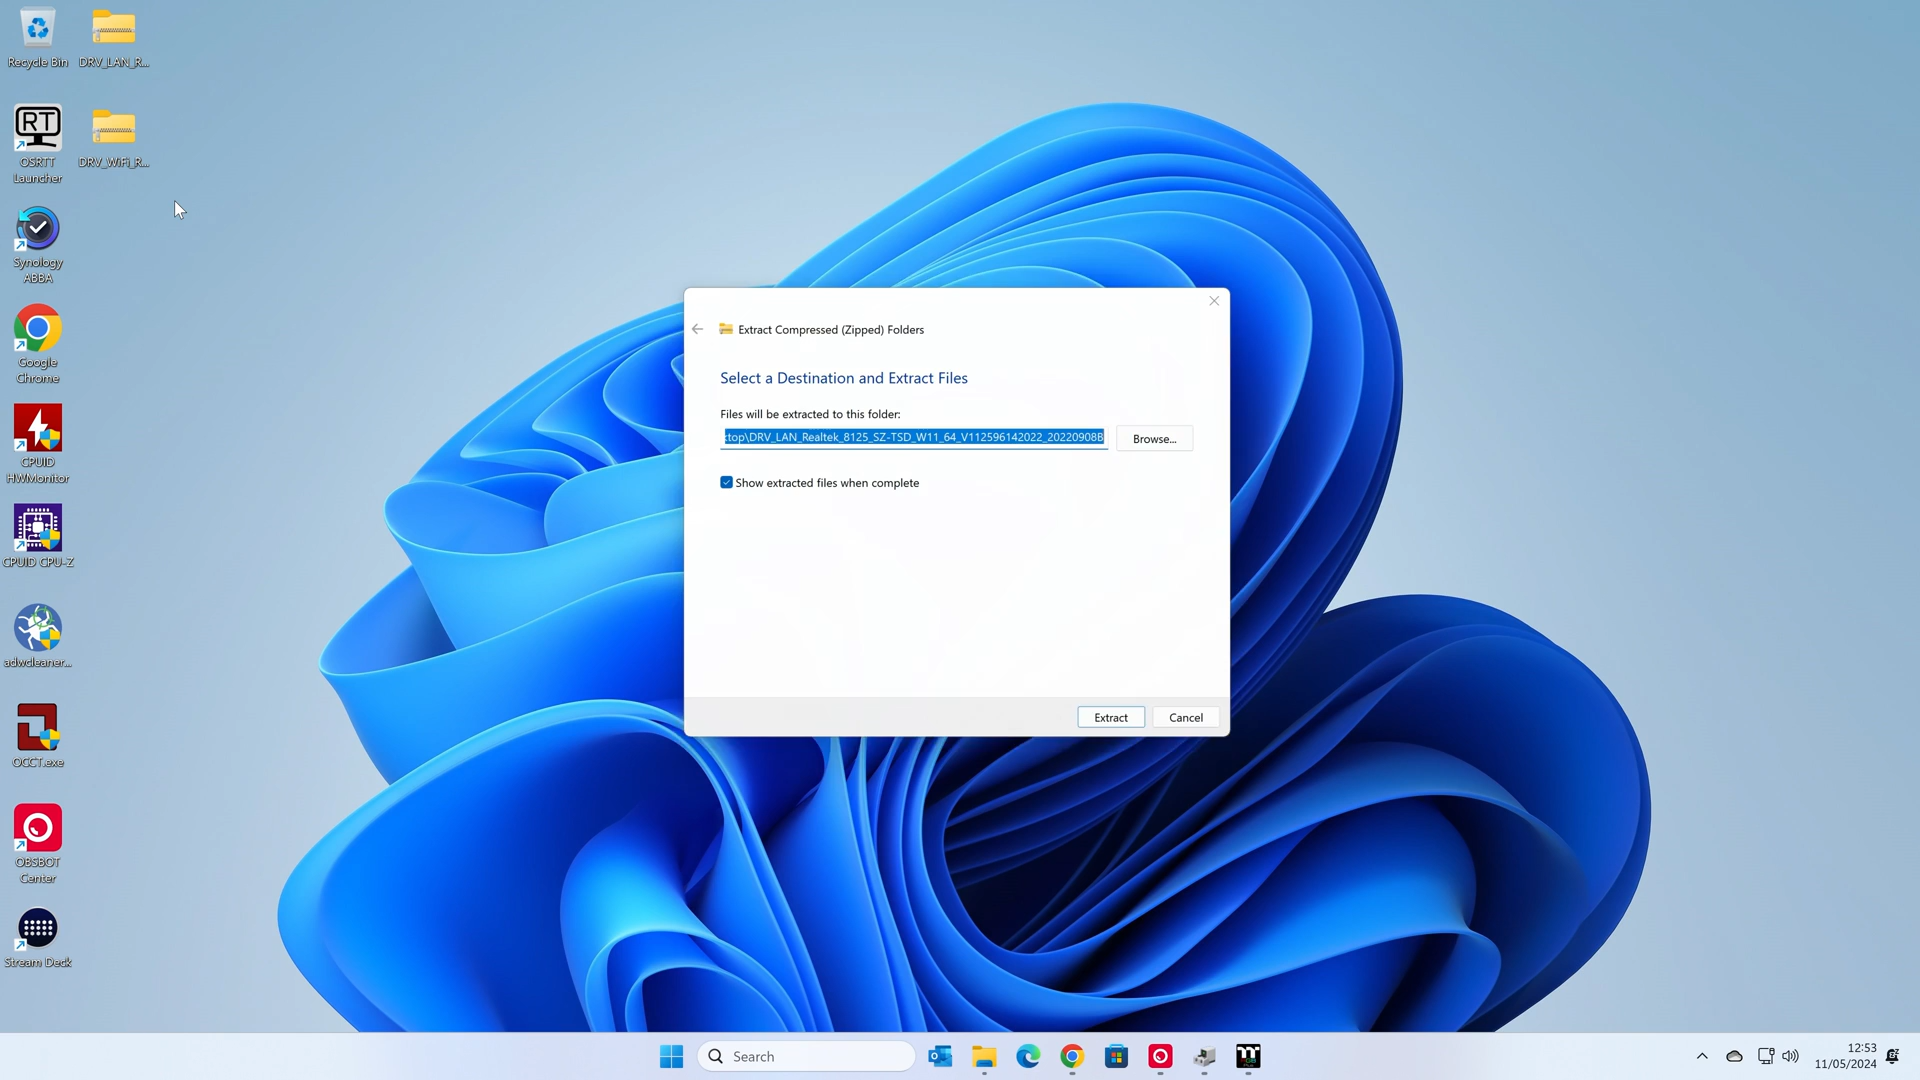 Recycle Bin
DRV_LAN_R...
RT
OSRTT
Launcher
DRV_WiFi_R...
Synology
ABBA
Google
Chrome
CPUID
HWMonitor
CPUID CPU-Z
adwcleaner...
OCCT.exe
OBSBOT
Center
Stream Deck
Extract Compressed (Zipped) Folders
Select a Destination and Extract Files
Files will be extracted to this folder:
ktop\DRV_LAN_Realtek_8125_SZ-TSD_W11_64_V112596142022_20220908B
Browse...
Show extracted files when complete
Extract
Cancel
Search
12:53
11/05/2024